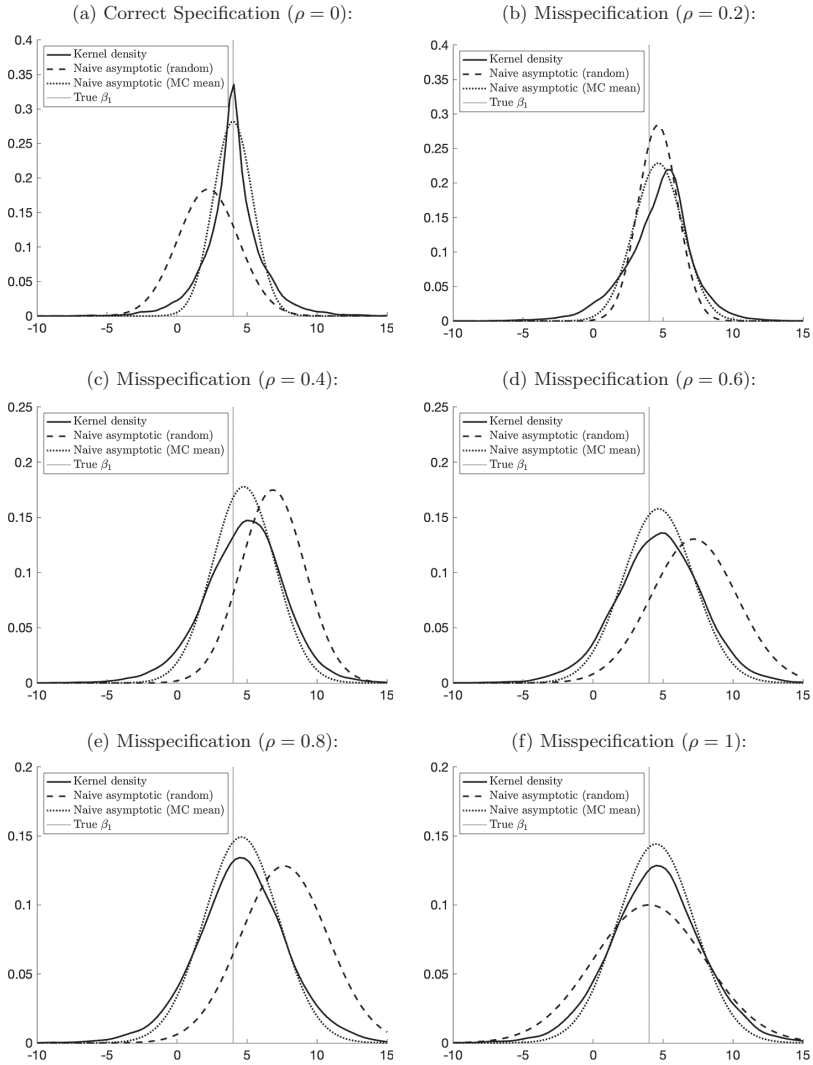 (a) Correct Specification (ρ = 0):
0.4
0.35
0.3
0.25
0.2
0.15
0.1
0.05
0
Kernel density
Naive asymptotic (random)
Naive asymptotic (MC mean)
True β₁
-10 -5 0 5 10 15
(b) Misspecification (ρ = 0.2):
0.4
0.35
0.3
0.25
0.2
0.15
0.1
0.05
0
Kernel density
Naive asymptotic (random)
Naive asymptotic (MC mean)
True β₁
-10 -5 0 5 10 15
(c) Misspecification (ρ = 0.4):
0.25
0.2
0.15
0.1
0.05
0
Kernel density
Naive asymptotic (random)
Naive asymptotic (MC mean)
True β₁
-10 -5 0 5 10 15
(d) Misspecification (ρ = 0.6):
0.25
0.2
0.15
0.1
0.05
0
Kernel density
Naive asymptotic (random)
Naive asymptotic (MC mean)
True β₁
-10 -5 0 5 10 15
(e) Misspecification (ρ = 0.8):
0.2
0.15
0.1
0.05
0
Kernel density
Naive asymptotic (random)
Naive asymptotic (MC mean)
True β₁
-10 -5 0 5 10 15
(f) Misspecification (ρ = 1):
0.2
0.15
0.1
0.05
0
Kernel density
Naive asymptotic (random)
Naive asymptotic (MC mean)
True β₁
-10 -5 0 5 10 15